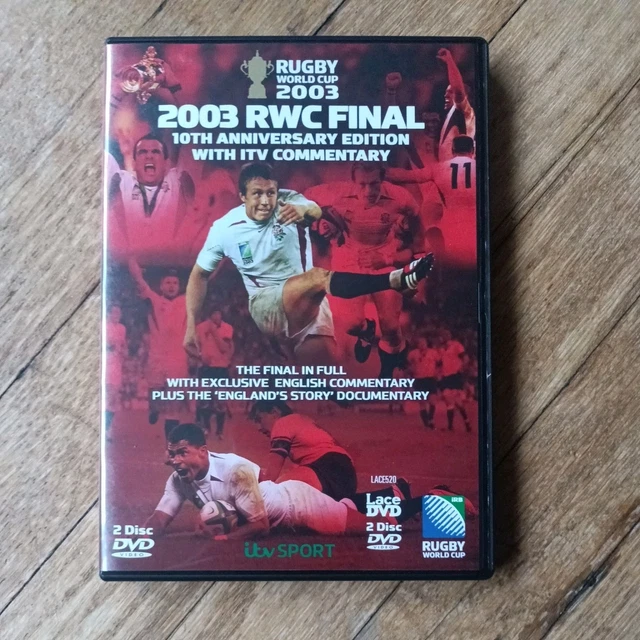 RUGBY
WORLD CUP
2003
2003 RWC FINAL
10TH ANNIVERSARY EDITION
WITH ITV COMMENTARY
11
THE FINAL IN FULL
WITH EXCLUSIVE ENGLISH COMMENTARY
PLUS THE 'ENGLAND'S STORY' DOCUMENTARY
LACE520
2 Disc
DVD
VIDEO
itv SPORT
Lace
DVD
2 Disc
DVD
VIDEO
RUGBY
WORLD CUP